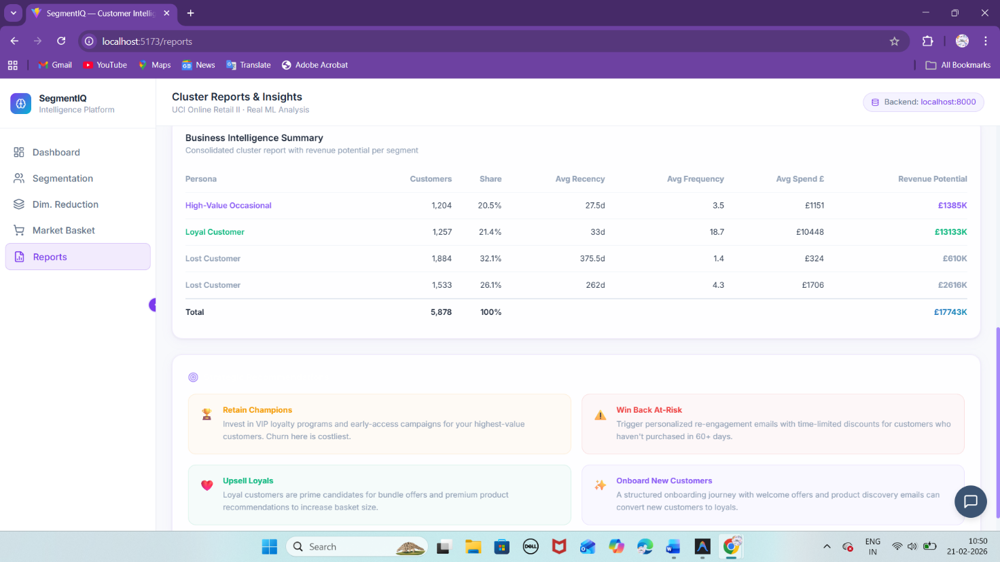 SegmentIQ — Customer Intellig
localhost:5173/reports
Gmail
YouTube
Maps
News
Translate
Adobe Acrobat
All Bookmarks
SegmentIQ
Intelligence Platform
Cluster Reports & Insights
UCI Online Retail II · Real ML Analysis
Backend: localhost:8000
Dashboard
Segmentation
Dim. Reduction
Market Basket
Reports
Business Intelligence Summary
Consolidated cluster report with revenue potential per segment
Persona Customers Share Avg Recency Avg Frequency Avg Spend £ Revenue Potential
High-Value Occasional 1,204 20.5% 27.5d 3.5 £1151 £1385K
Loyal Customer 1,257 21.4% 33d 18.7 £10448 £13133K
Lost Customer 1,884 32.1% 375.5d 1.4 £324 £610K
Lost Customer 1,533 26.1% 262d 4.3 £1706 £2616K
Total 5,878 100% £17743K
Retain Champions
Invest in VIP loyalty programs and early-access campaigns for your highest-value
customers. Churn here is costliest.
Win Back At-Risk
Trigger personalized re-engagement emails with time-limited discounts for customers who
haven't purchased in 60+ days.
Upsell Loyals
Loyal customers are prime candidates for bundle offers and premium product
recommendations to increase basket size.
Onboard New Customers
A structured onboarding journey with welcome offers and product discovery emails can
convert new customers to loyals.
Search
DELL
ENG
IN
10:50
21-02-2026